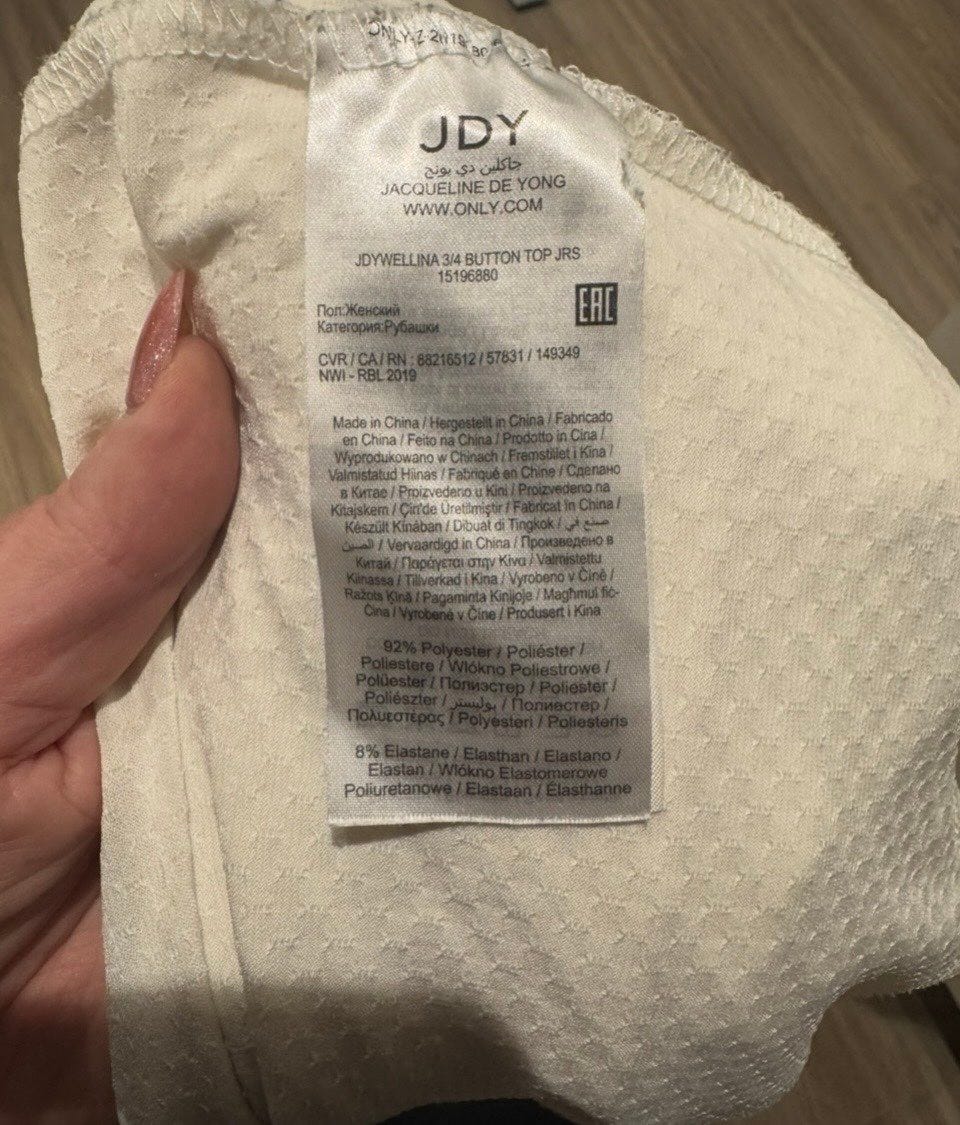 ONLY-Z 2019
JDY
جاكلين دي يونج
JACQUELINE DE YONG
WWW.ONLY.COM
JDYWELLINA 3/4 BUTTON TOP JRS
15196880
EAC
Пол:Женский
Категория:Рубашки
CVR / CA / RN : 68216512 / 57831 / 149349
NWI - RBL 2019
Made in China / Hergestellt in China / Fabricado
en China / Feito na China / Prodotto in Cina /
Wyprodukowano w Chinach / Fremstillet i Kina /
Valmistatud Hiinas / Fabriqué en Chine / Сделано
в Китае / Proizvedeno u Kini / Proizvedeno na
Kitajskem / Çin'de Üretilmiştir / Fabricat in China /
Készült Kínában / Dibuat di Tingkok / صنع في
الصين / Vervaardigd in China / Произведено в
Китай / Παράγεται στην Κίνα / Valmistettu
Kiinassa / Tillverkad i Kina / Vyrobeno v Číně /
Ražots Ķīnā / Pagaminta Kinijoje / Magħmul fiċ-
Ċina / Vyrobené v Číne / Produsert i Kina
92% Polyester / Poliéster /
Poliestere / Włókno Poliestrowe /
Polüester / Полиэстер / Poliester /
Poliészter / بوليستر / Полиестер /
Πολυεστέρας / Polyesteri / Poliesteris
8% Elastane / Elasthan / Elastano /
Elastan / Włókno Elastomerowe
Poliuretanowe / Elastaan / Élasthanne